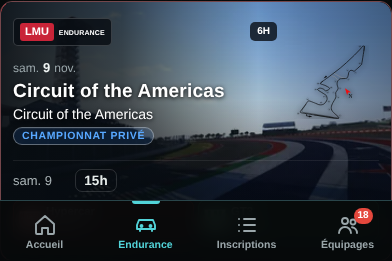 LMU ENDURANCE
6H
sam. 9 nov.
Circuit of the Americas
Circuit of the Americas
CHAMPIONNAT PRIVÉ
sam. 9 15h
18
Accueil Endurance Inscriptions Équipages